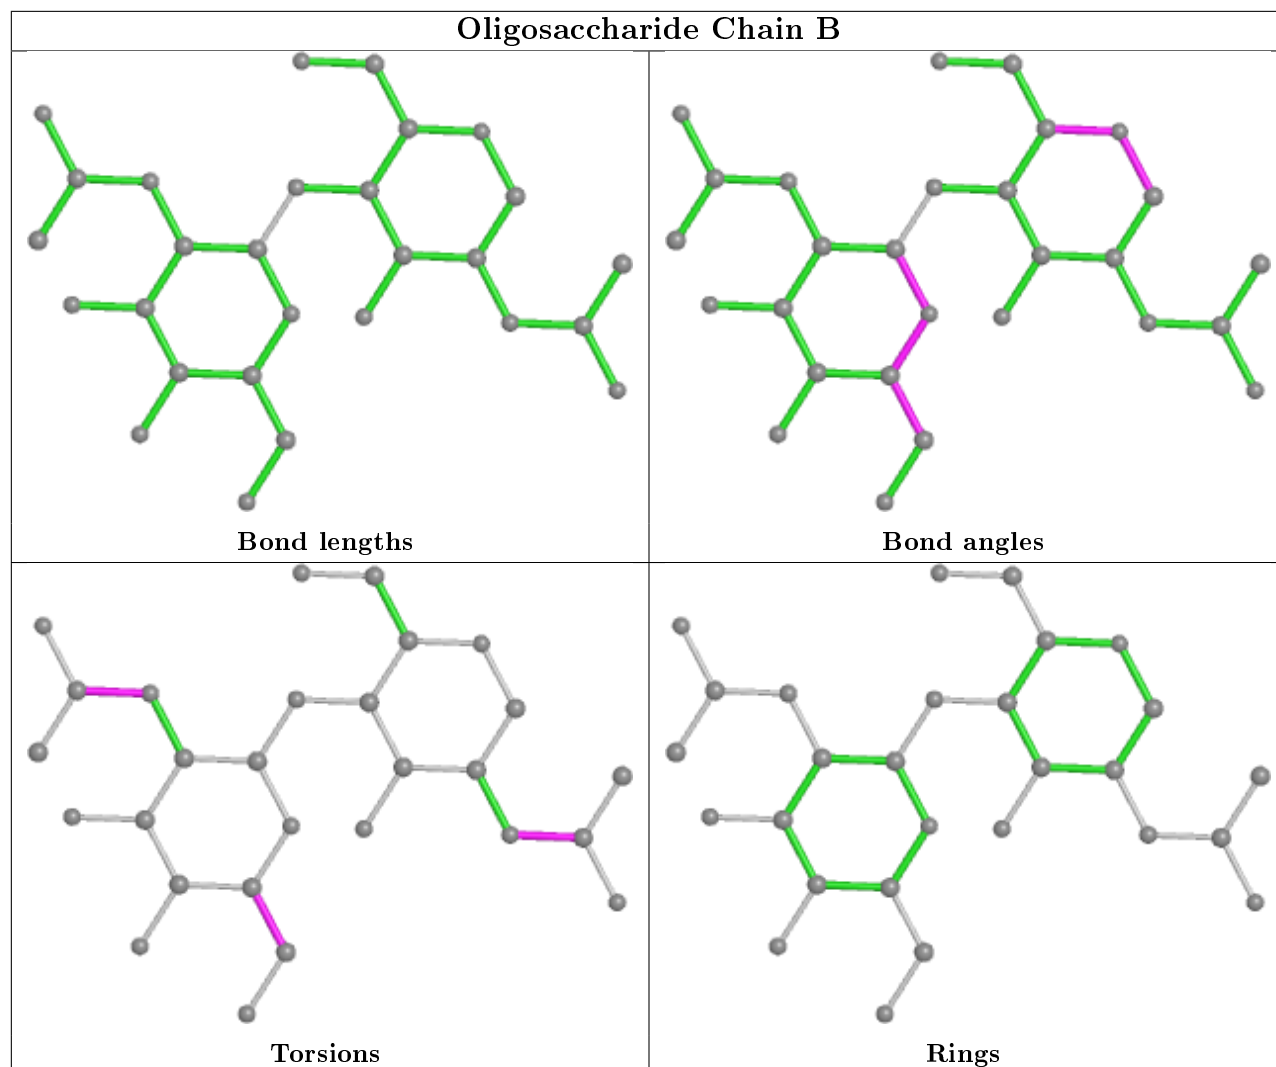 Oligosaccharide Chain B
Bond lengths
Bond angles
Torsions
Rings